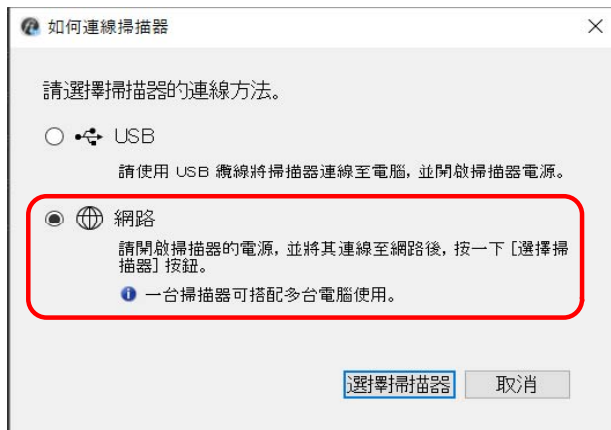 如何連線掃描器
請選擇掃描器的連線方法。
USB
請使用 USB 纜線將掃描器連線至電腦, 並開啟掃描器電源。
網路
請開啟掃描器的電源, 並將其連線至網路後, 按一下 [選擇掃
描器] 按鈕。
一台掃描器可搭配多台電腦使用。
選擇掃描器 取消